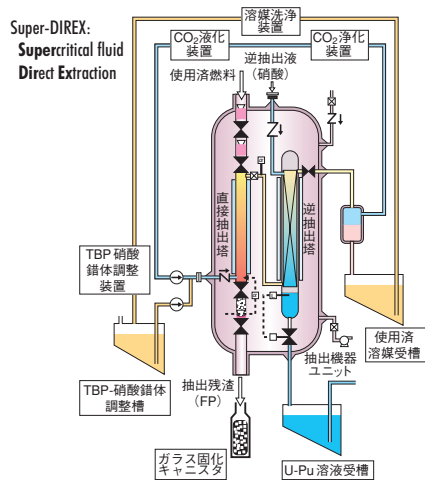 Super-DIREX:
Supercritical fluid
Direct Extraction
溶媒洗浄
装置
CO₂液化
装置
逆抽出液
(硝酸)
CO₂浄化
装置
使用済燃料
直接抽出塔
逆抽出塔
TBP 硝酸
錯体調整
装置
TBP-硝酸錯体
調整槽
抽出残渣
(FP)
抽出機器
ユニット
使用済
溶媒受槽
ガラス固化
キャニスタ
U-Pu 溶液受槽